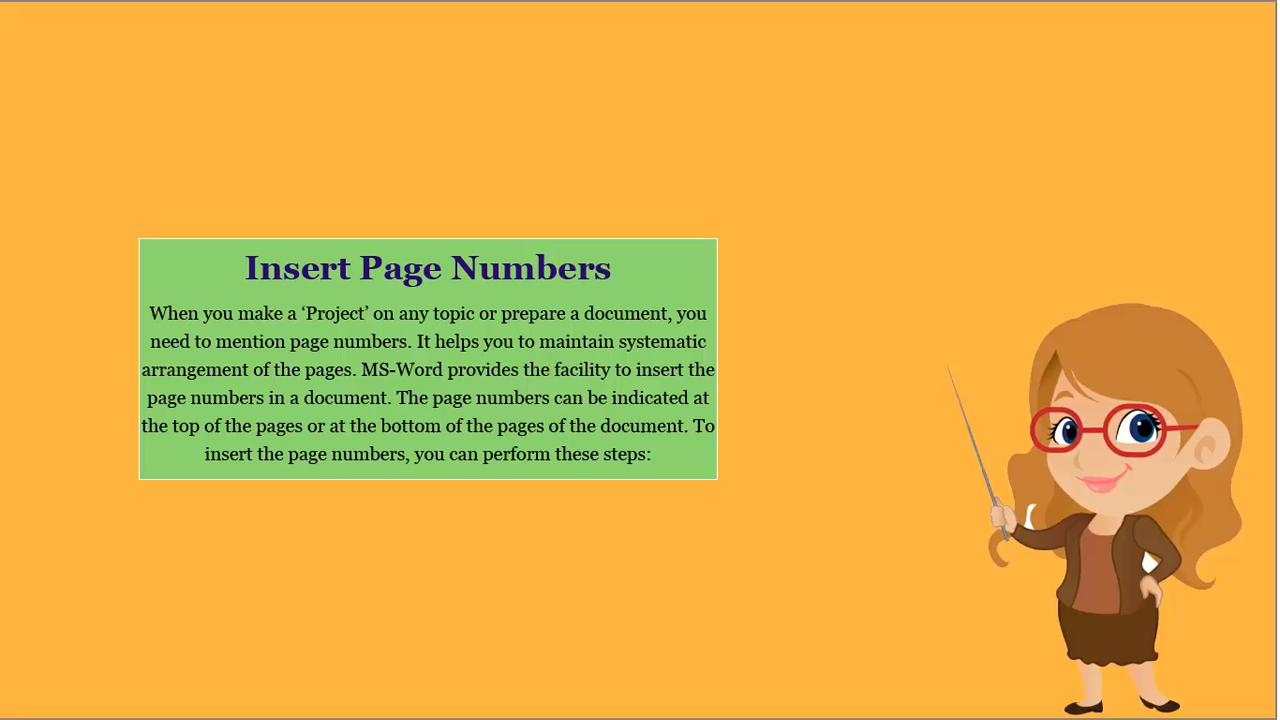 Insert Page Numbers
When you make a ‘Project’ on any topic or prepare a document, you
need to mention page numbers. It helps you to maintain systematic
arrangement of the pages. MS-Word provides the facility to insert the
page numbers in a document. The page numbers can be indicated at
the top of the pages or at the bottom of the pages of the document. To
insert the page numbers, you can perform these steps: